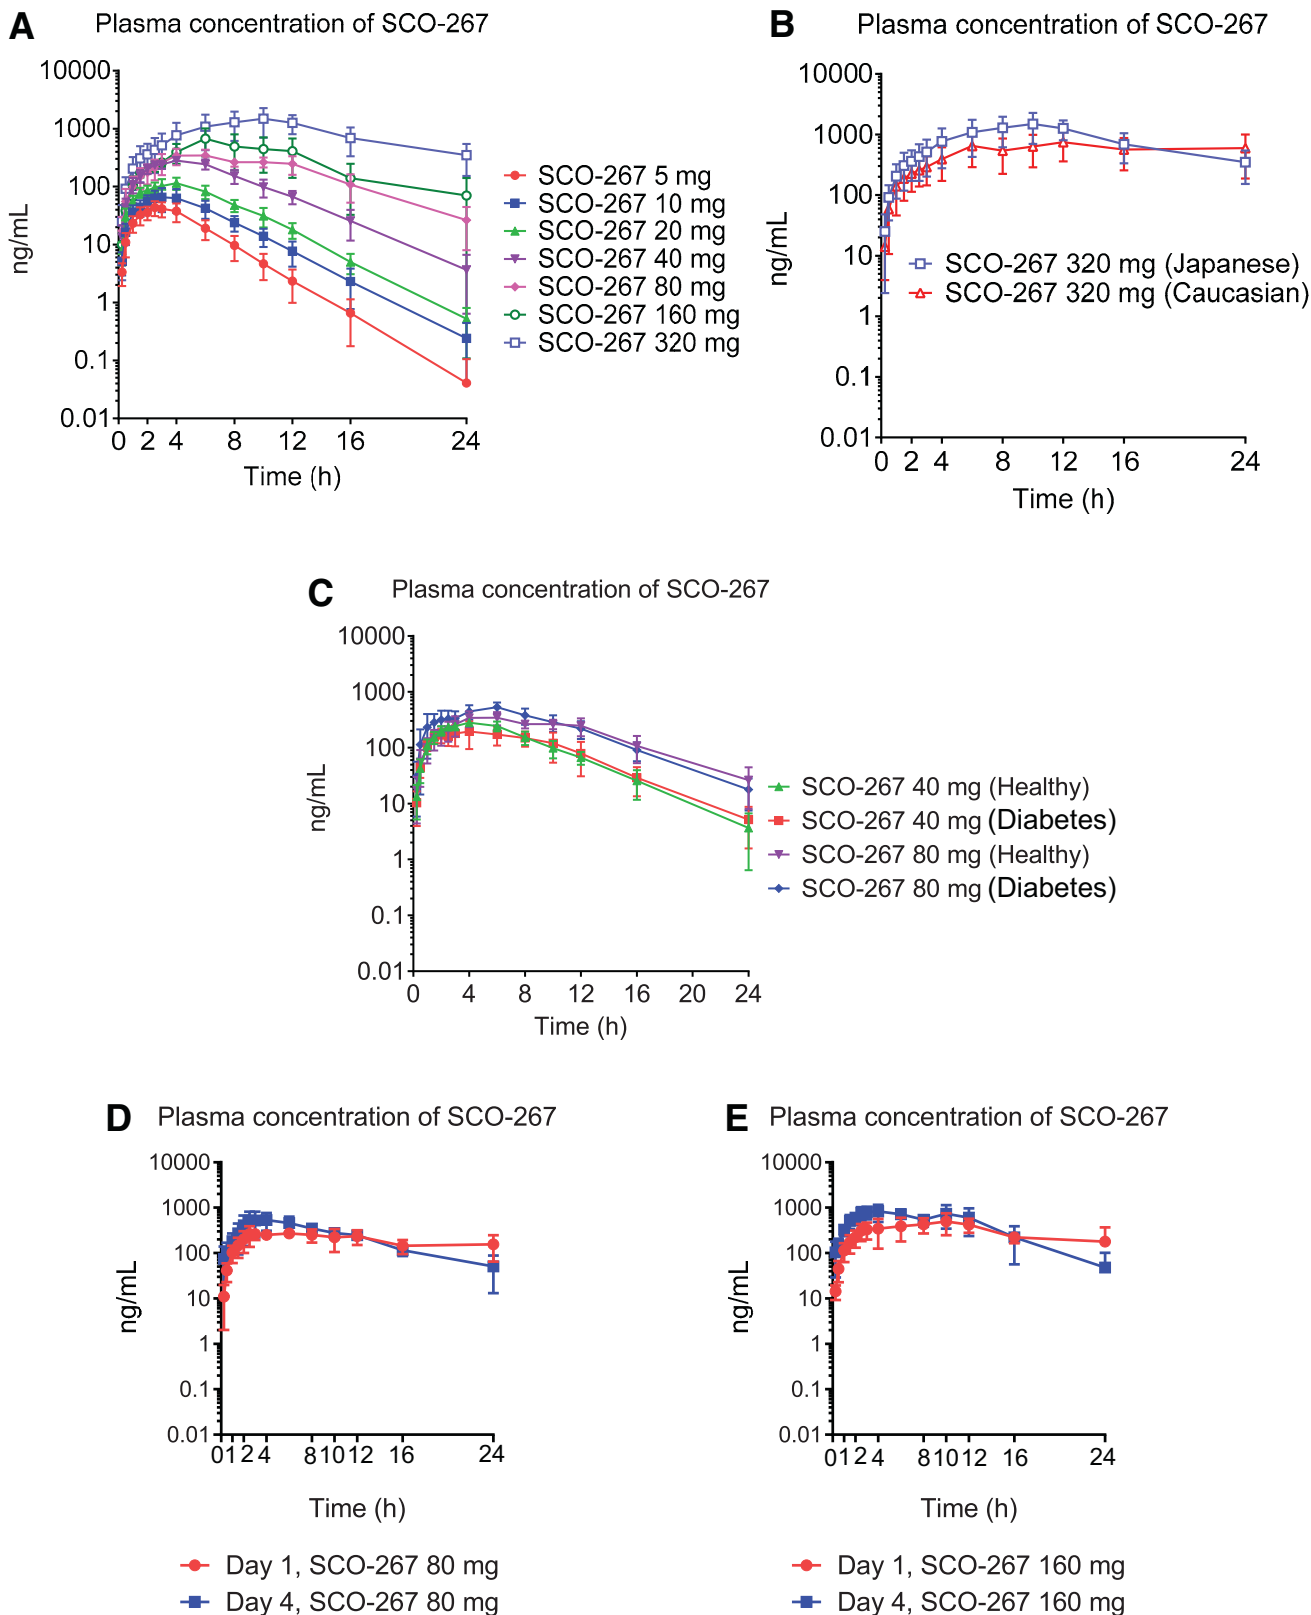 A
Plasma concentration of SCO-267
10000
1000
100
10
1
0.1
0.01
ng/mL
0 2 4 8 12 16 24
Time (h)
SCO-267 5 mg
SCO-267 10 mg
SCO-267 20 mg
SCO-267 40 mg
SCO-267 80 mg
SCO-267 160 mg
SCO-267 320 mg
B
Plasma concentration of SCO-267
10000
1000
100
10
1
0.1
0.01
ng/mL
0 2 4 8 12 16 24
Time (h)
SCO-267 320 mg (Japanese)
SCO-267 320 mg (Caucasian)
C
Plasma concentration of SCO-267
10000
1000
100
10
1
0.1
0.01
ng/mL
0 4 8 12 16 20 24
Time (h)
SCO-267 40 mg (Healthy)
SCO-267 40 mg (Diabetes)
SCO-267 80 mg (Healthy)
SCO-267 80 mg (Diabetes)
D
Plasma concentration of SCO-267
10000
1000
100
10
1
0.1
0.01
ng/mL
0 1 2 4 8 10 12 16 24
Time (h)
Day 1, SCO-267 80 mg
Day 4, SCO-267 80 mg
E
Plasma concentration of SCO-267
10000
1000
100
10
1
0.1
0.01
ng/mL
0 1 2 4 8 10 12 16 24
Time (h)
Day 1, SCO-267 160 mg
Day 4, SCO-267 160 mg